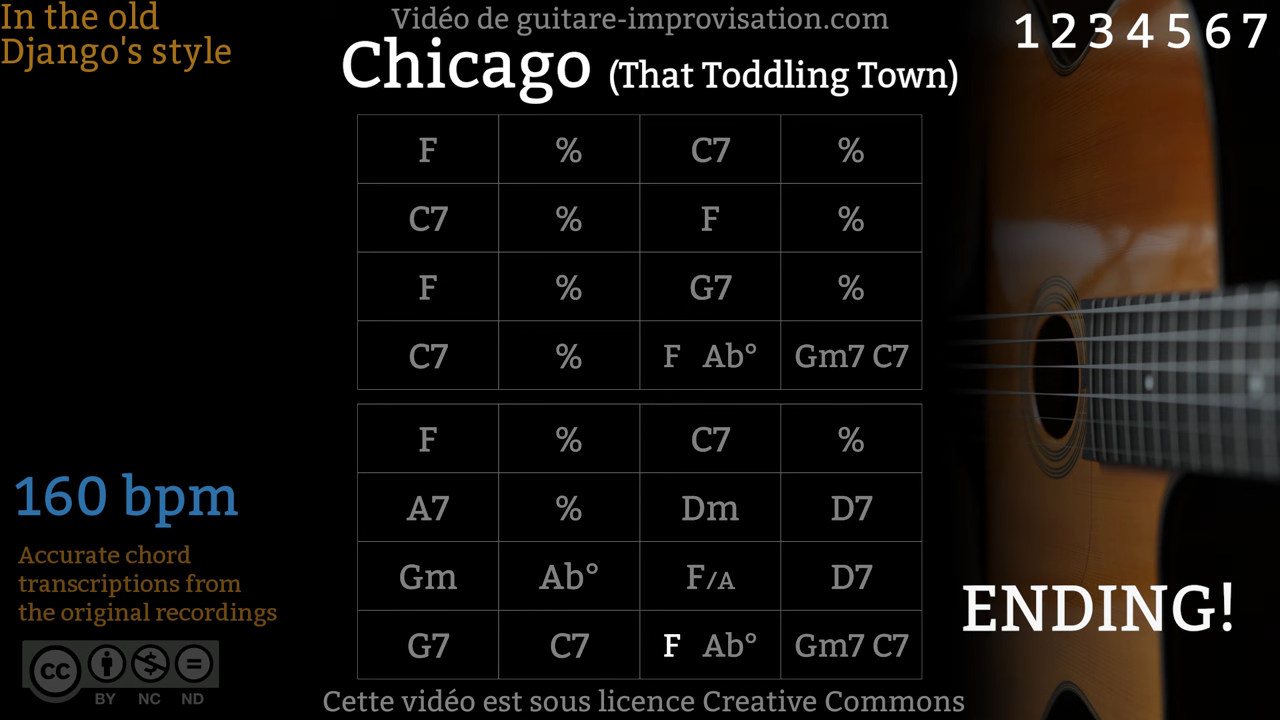 In the old
Django's style
Vidéo de guitare-improvisation.com
Chicago (That Toddling Town)
1 2 3 4 5 6 7
F % C7 %
C7 % F %
F % G7 %
C7 % F Ab° Gm7 C7
F % C7 %
A7 % Dm D7
Gm Ab° F/A D7
G7 C7 F Ab° Gm7 C7
160 bpm
Accurate chord
transcriptions from
the original recordings
cc
BY NC ND
ENDING!
Cette vidéo est sous licence Creative Commons